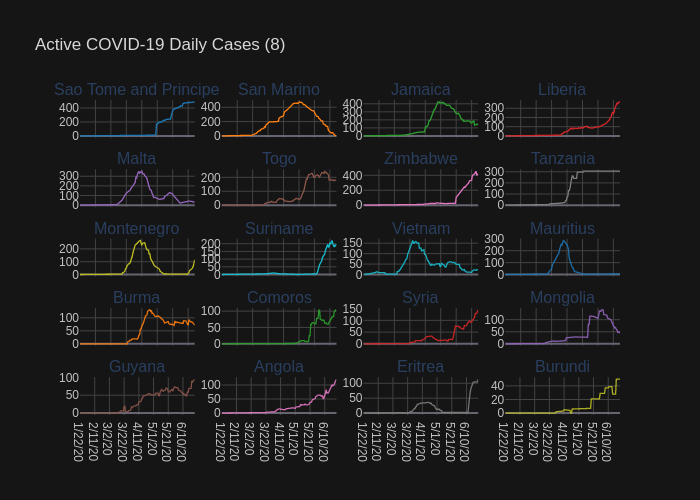 Active COVID-19 Daily Cases (8)
Sao Tome and Principe San Marino Jamaica Liberia
400 400 400 300
200 200 300 200
0 0 200 100
100 0
0
Malta Togo Zimbabwe Tanzania
300 200 400 300
200 100 200 200
100 0 0 100
0 0
Montenegro Suriname Vietnam Mauritius
200 200 150 300
100 150 100 200
0 100 50 100
50 0 0
0
Burma Comoros Syria Mongolia
100 100 150 100
50 50 100 50
0 0 50 0
0
Guyana Angola Eritrea Burundi
100 100 100 40
50 50 50 20
0 0 0 0
1/22/20 2/11/20 3/2/20 3/22/20 4/11/20 5/1/20 5/21/20 6/10/20 1/22/20 2/11/20 3/2/20 3/22/20 4/11/20 5/1/20 5/21/20 6/10/20 1/22/20 2/11/20 3/2/20 3/22/20 4/11/20 5/1/20 5/21/20 6/10/20 1/22/20 2/11/20 3/2/20 3/22/20 4/11/20 5/1/20 5/21/20 6/10/20